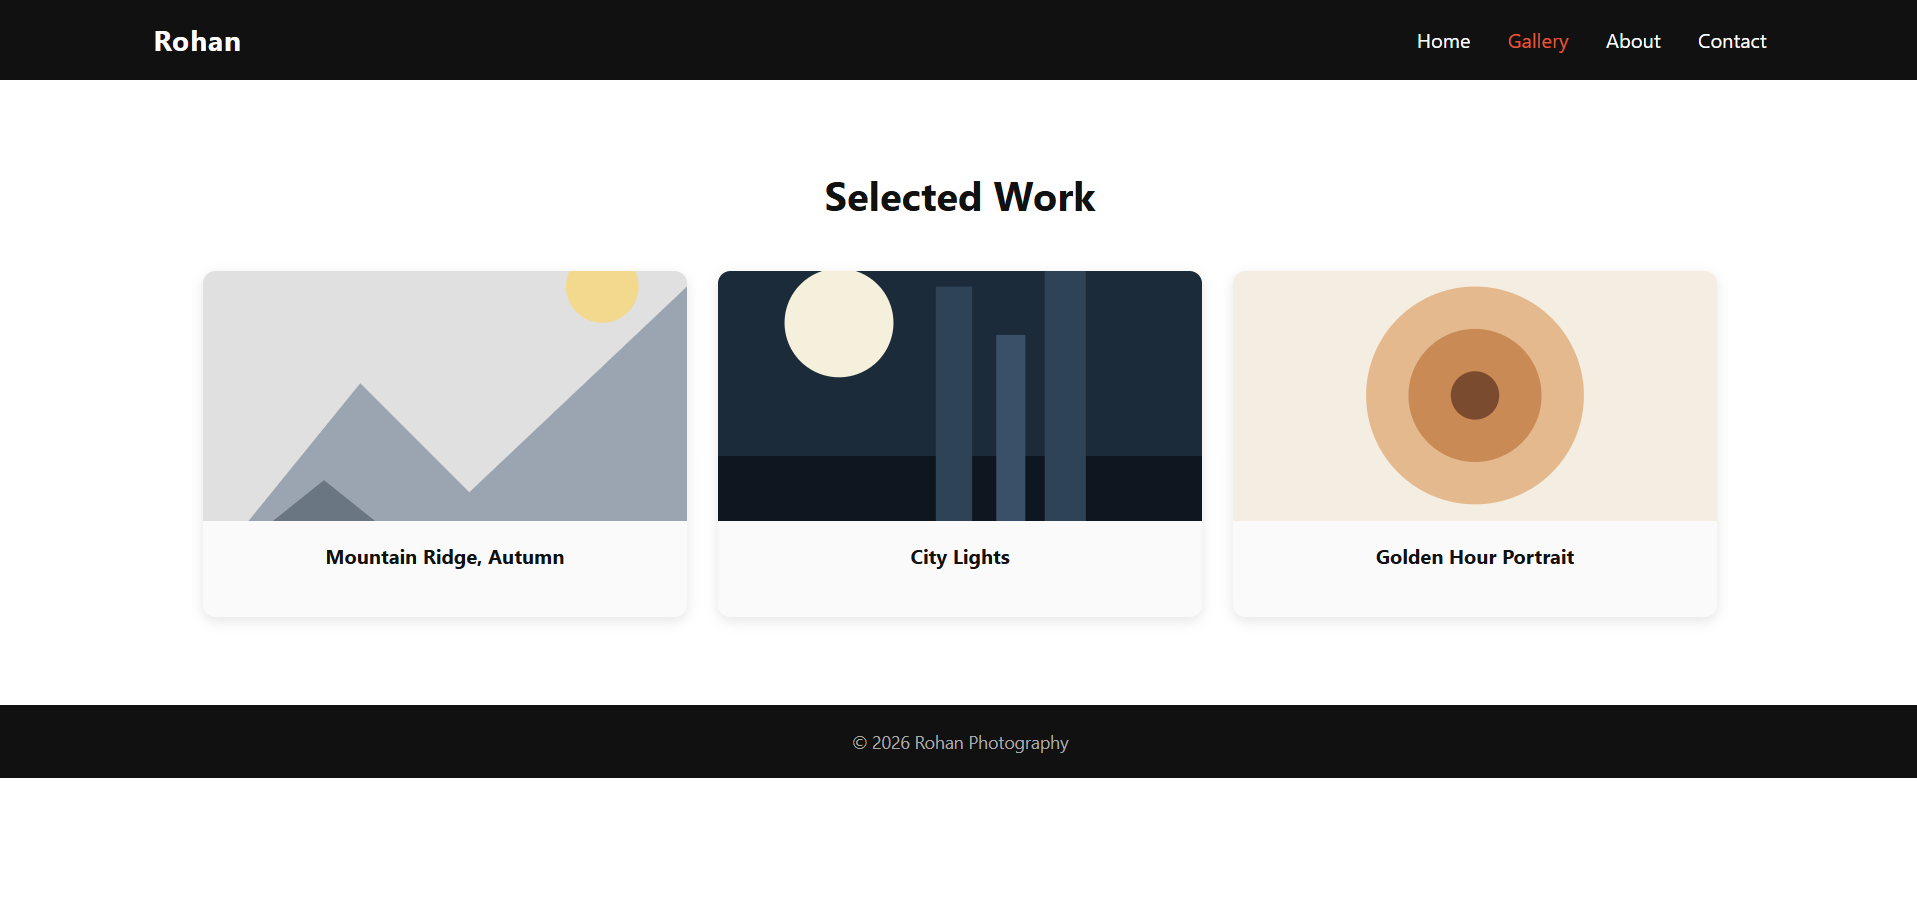 Rohan
Home Gallery About Contact
Selected Work
Mountain Ridge, Autumn
City Lights
Golden Hour Portrait
© 2026 Rohan Photography